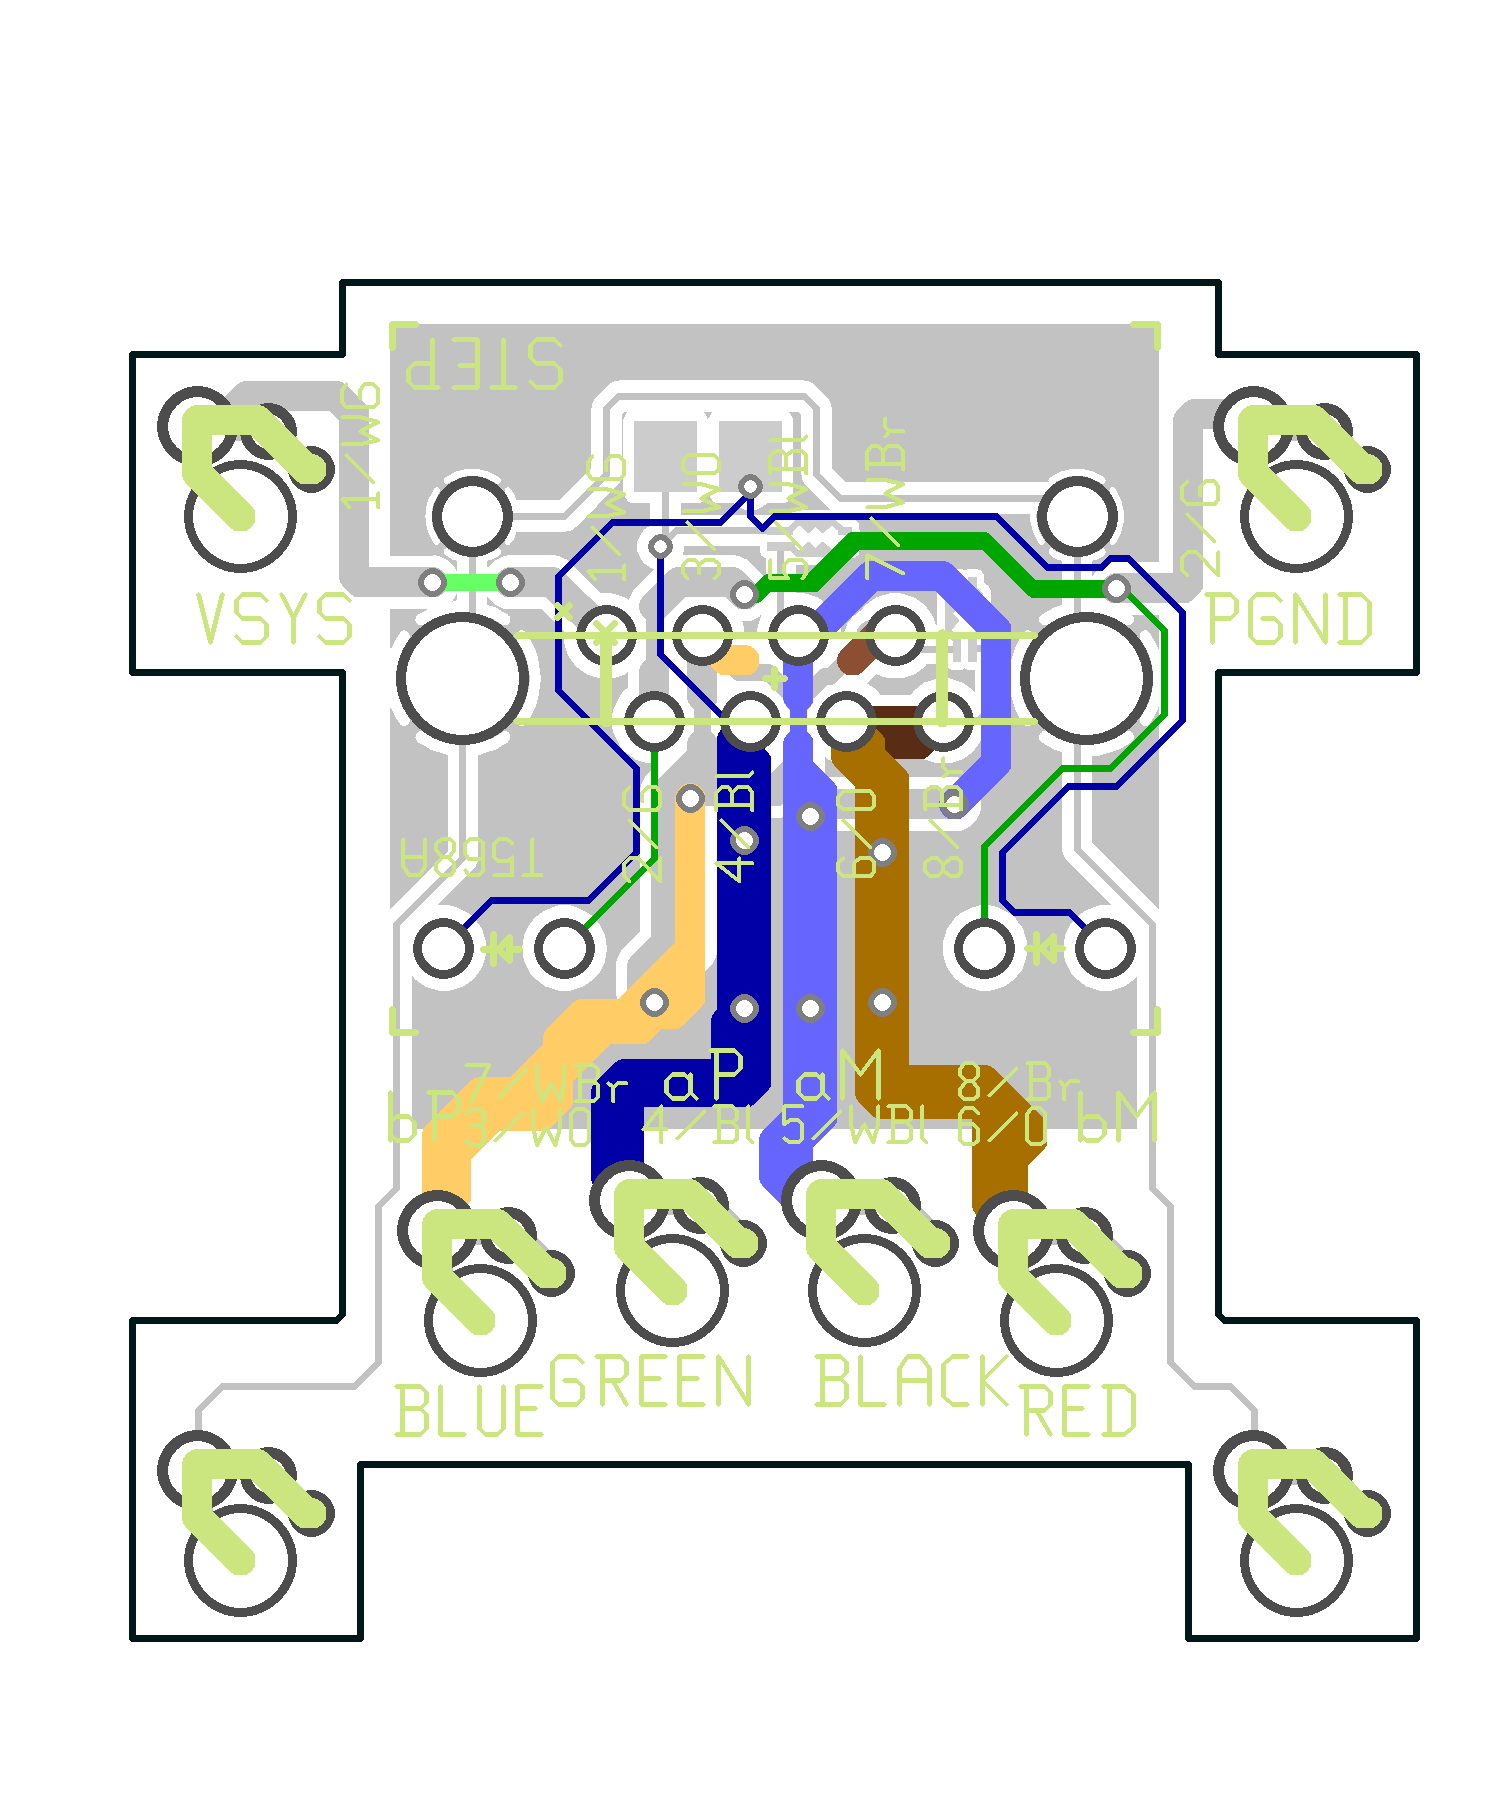 STEP
1/WG
1/WG
3/WO
5/WBl
7/WBr
2/G
VSYS
PGND
2/G
4/Bl
6/O
8/Br
T568A
bP
7/WBr
3/WO
aP
4/Bl
aM
5/WBl
8/Br
6/O
bM
GREEN
BLACK
BLUE
RED